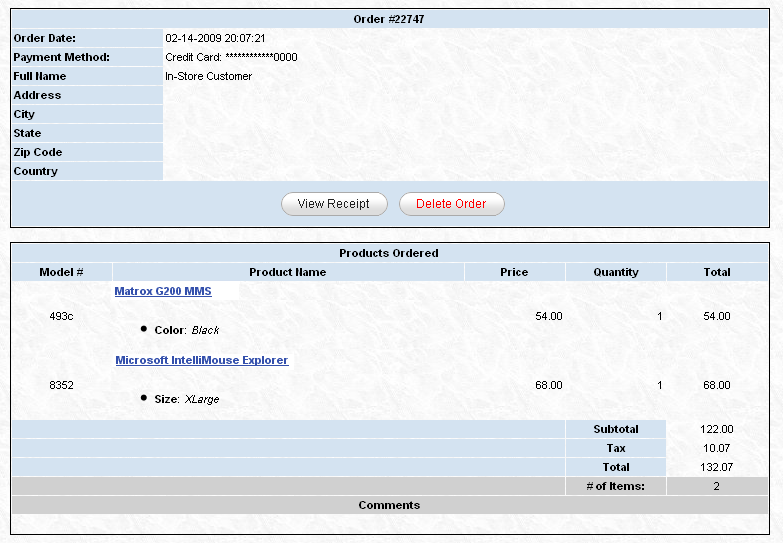 Order #22747
Order Date: 02-14-2009 20:07:21
Payment Method: Credit Card: ************0000
Full Name In-Store Customer
Address
City
State
Zip Code
Country
View Receipt Delete Order
Products Ordered
Model # Product Name Price Quantity Total
Matrox G200 MMS
493c 54.00 1 54.00
• Color: Black
Microsoft IntelliMouse Explorer
8352 68.00 1 68.00
• Size: XLarge
Subtotal 122.00
Tax 10.07
Total 132.07
# of Items: 2
Comments